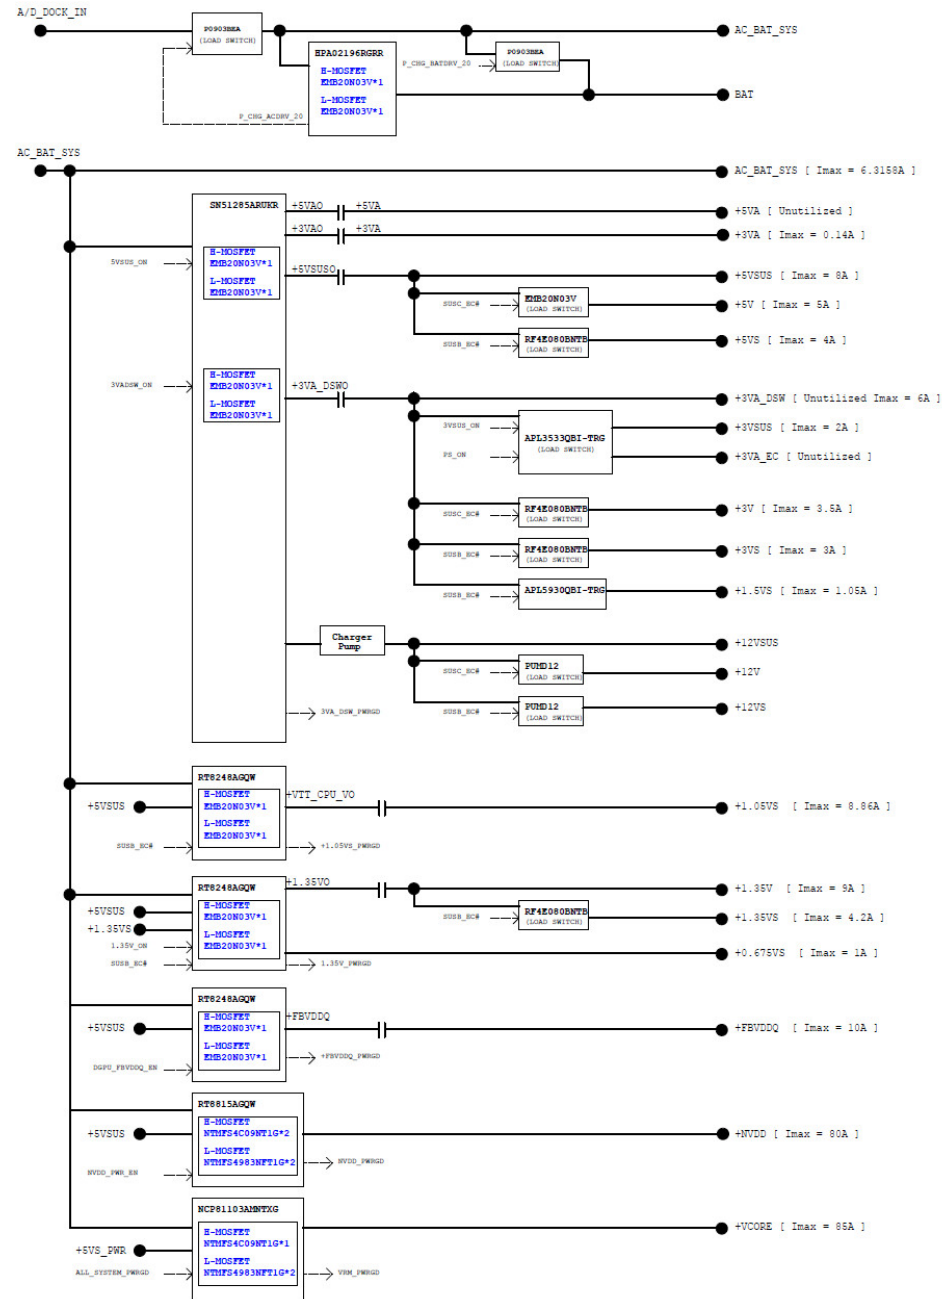 A/D_DOCK_IN
P0903BEA
(LOAD SWITCH)
AC_BAT_SYS
HPA02196RGRR
H-MOSFET
EMB20N03V*1
L-MOSFET
EMB20N03V*1
P_CHG_BATDRV_20
P0903BEA
(LOAD SWITCH)
BAT
P_CHG_ACDRV_20
AC_BAT_SYS
AC_BAT_SYS [ Imax = 6.3158A ]
SN51285ARUKR
+5VAO
+5VA
+5VA [ Unutilized ]
+3VAO
+3VA
+3VA [ Imax = 0.14A ]
5VSUS_ON
H-MOSFET
EMB20N03V*1
L-MOSFET
EMB20N03V*1
+5VSUSO
+5VSUS [ Imax = 8A ]
SUSC_EC#
EMB20N03V
(LOAD SWITCH)
+5V [ Imax = 5A ]
SUSB_EC#
RF4E080BNTB
(LOAD SWITCH)
+5VS [ Imax = 4A ]
3VADSW_ON
H-MOSFET
EMB20N03V*1
L-MOSFET
EMB20N03V*1
+3VA_DSWO
+3VA_DSW [ Unutilized Imax = 6A ]
3VSUS_ON
PS_ON
APL3533QBI-TRG
(LOAD SWITCH)
+3VSUS [ Imax = 2A ]
+3VA_EC [ Unutilized ]
SUSC_EC#
RF4E080BNTB
(LOAD SWITCH)
+3V [ Imax = 3.5A ]
SUSB_EC#
RF4E080BNTB
(LOAD SWITCH)
+3VS [ Imax = 3A ]
SUSB_EC#
APL5930QBI-TRG
+1.5VS [ Imax = 1.05A ]
Charger
Pump
+12VSUS
SUSC_EC#
PUMD12
(LOAD SWITCH)
+12V
SUSB_EC#
PUMD12
(LOAD SWITCH)
+12VS
3VA_DSW_PWRGD
RT8248AGQW
+5VSUS
SUSB_EC#
H-MOSFET
EMB20N03V*1
L-MOSFET
EMB20N03V*1
+VTT_CPU_VO
+1.05VS_PWRGD
+1.05VS [ Imax = 8.86A ]
RT8248AGQW
+5VSUS
+1.35VS
1.35V_ON
SUSB_EC#
H-MOSFET
EMB20N03V*1
L-MOSFET
EMB20N03V*1
+1.35VO
+1.35V [ Imax = 9A ]
SUSB_EC#
RF4E080BNTB
(LOAD SWITCH)
+1.35VS [ Imax = 4.2A ]
+0.675VS [ Imax = 1A ]
1.35V_PWRGD
RT8248AGQW
+5VSUS
DGPU_FBVDDQ_EN
H-MOSFET
EMB20N03V*1
L-MOSFET
EMB20N03V*1
+FBVDDQ
+FBVDDQ_PWRGD
+FBVDDQ [ Imax = 10A ]
RT8815AGQW
+5VSUS
NVDD_PWR_EN
H-MOSFET
NTMFS4C09NT1G*2
L-MOSFET
NTMFS4983NFT1G*2
NVDD_PWRGD
+NVDD [ Imax = 80A ]
NCP81103AMNTXG
+5VS_PWR
ALL_SYSTEM_PWRGD
H-MOSFET
NTMFS4C09NT1G*1
L-MOSFET
NTMFS4983NFT1G*2
VRM_PWRGD
+VCORE [ Imax = 85A ]